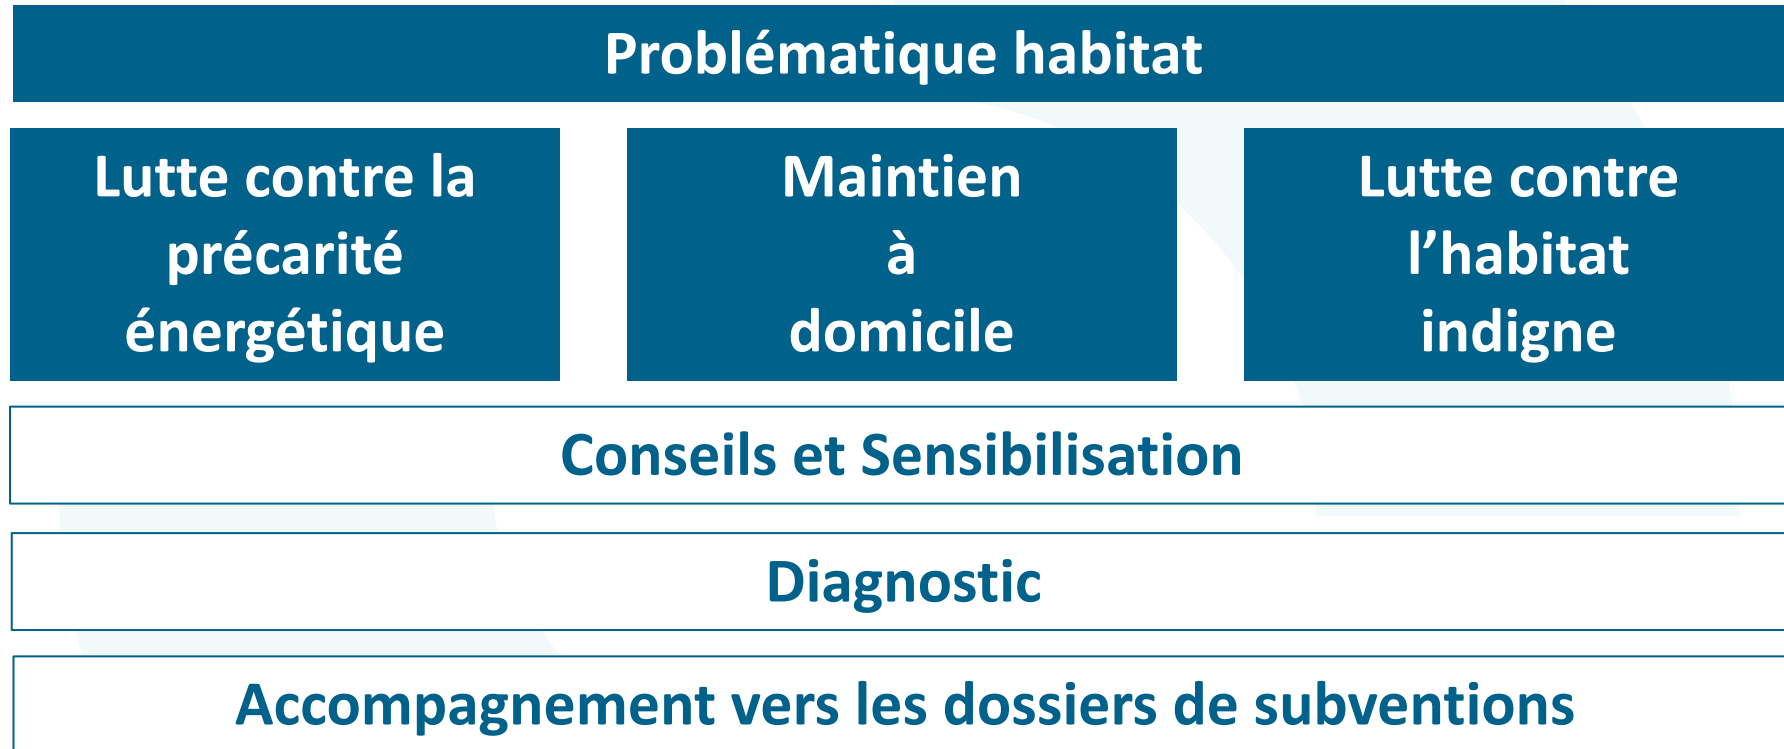 Problématique habitat
Lutte contre la
précarité
énergétique
Maintien
à
domicile
Lutte contre
l’habitat
indigne
Conseils et Sensibilisation
Diagnostic
Accompagnement vers les dossiers de subventions